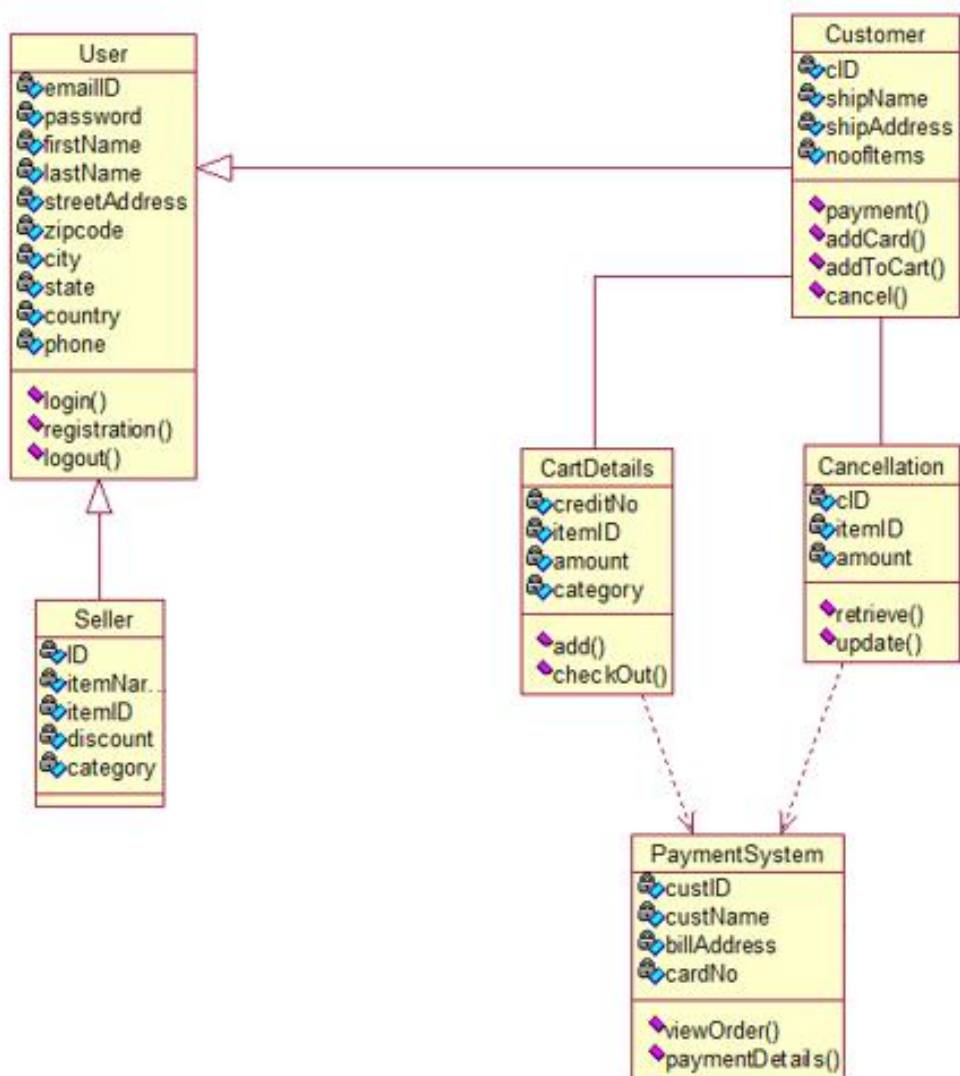 User
emailID
password
firstName
lastName
streetAddress
zipcode
city
state
country
phone
login()
registration()
logout()
Customer
cID
shipName
shipAddress
noofItems
payment()
addCard()
addToCart()
cancel()
Seller
ID
itemNar...
itemID
discount
category
CartDetails
creditNo
itemID
amount
category
add()
checkOut()
Cancellation
cID
itemID
amount
retrieve()
update()
PaymentSystem
custID
custName
billAddress
cardNo
viewOrder()
paymentDetails()